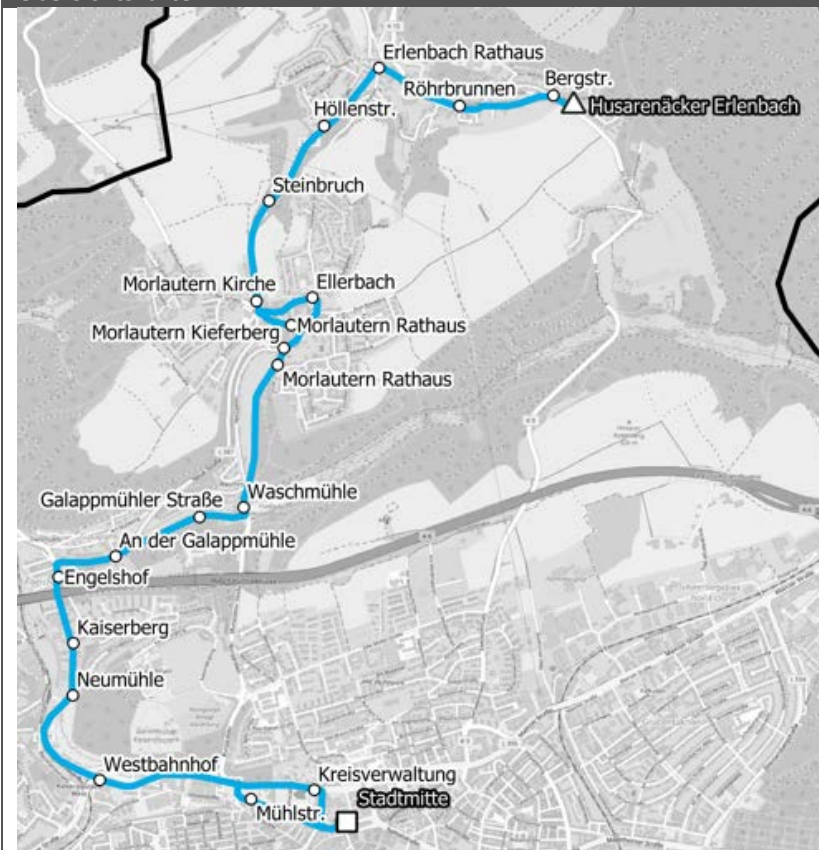 Erlenbach Rathaus
Bergstr.
Röhrbrunnen
Husarenäcker Erlenbach
Höllenstr.
Steinbruch
Morlautern Kirche
Ellerbach
Morlautern Rathaus
Morlautern Kieferberg
Morlautern Rathaus
Waschmühle
Galappmühler Straße
An der Galappmühle
Engelshof
Kaiserberg
Neumühle
Westbahnhof
Kreisverwaltung
Stadtmitte
Mühlstr.